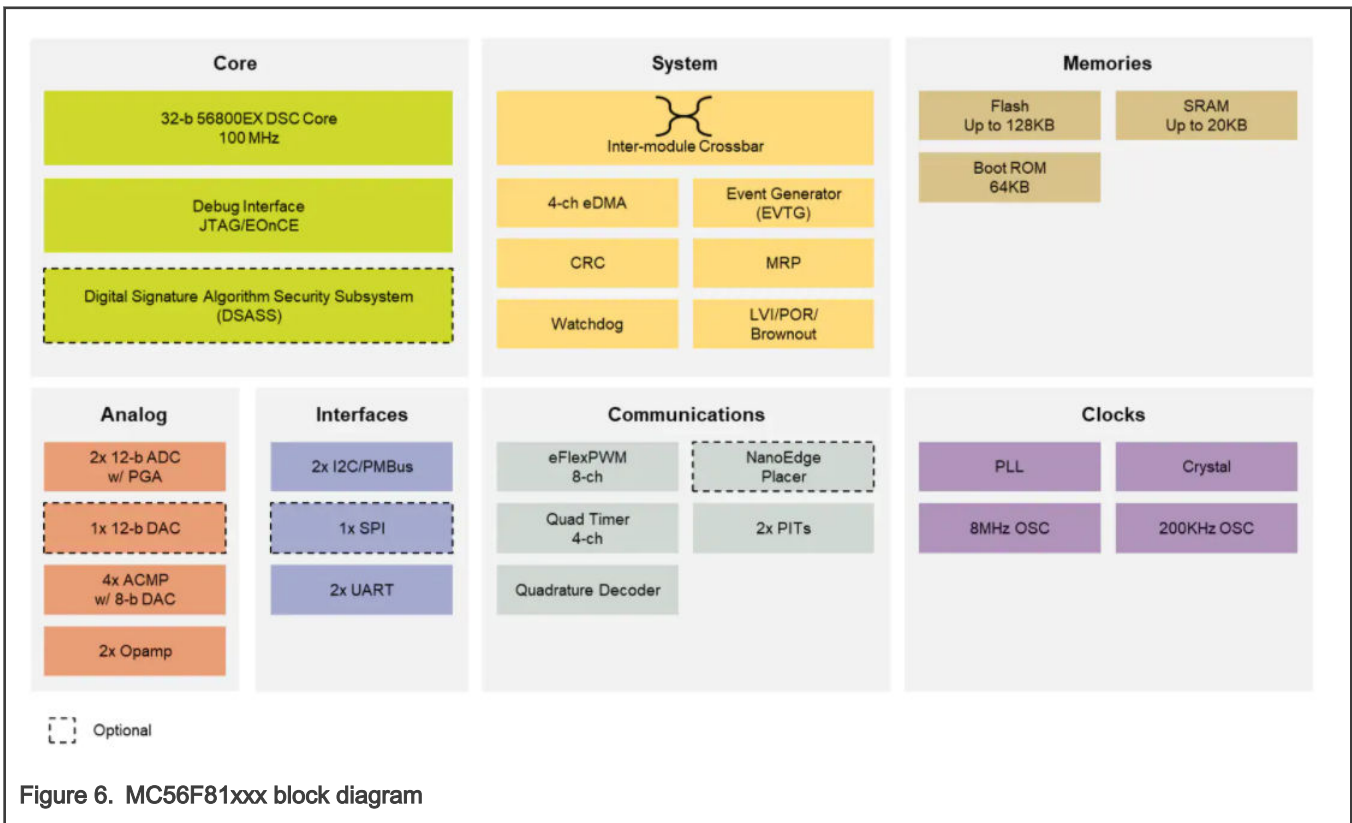 Core
32-b 56800EX DSC Core
100 MHz
Debug Interface
JTAG/EOnCE
Digital Signature Algorithm Security Subsystem
(DSASS)
System
Inter-module Crossbar
4-ch eDMA
Event Generator
(EVTG)
CRC
MRP
Watchdog
LVI/POR/
Brownout
Memories
Flash
Up to 128KB
SRAM
Up to 20KB
Boot ROM
64KB
Analog
2x 12-b ADC
w/ PGA
1x 12-b DAC
4x ACMP
w/ 8-b DAC
2x Opamp
Interfaces
2x I2C/PMBus
1x SPI
2x UART
Communications
eFlexPWM
8-ch
NanoEdge
Placer
Quad Timer
4-ch
2x PITs
Quadrature Decoder
Clocks
PLL
Crystal
8MHz OSC
200KHz OSC
Optional
Figure 6. MC56F81xxx block diagram